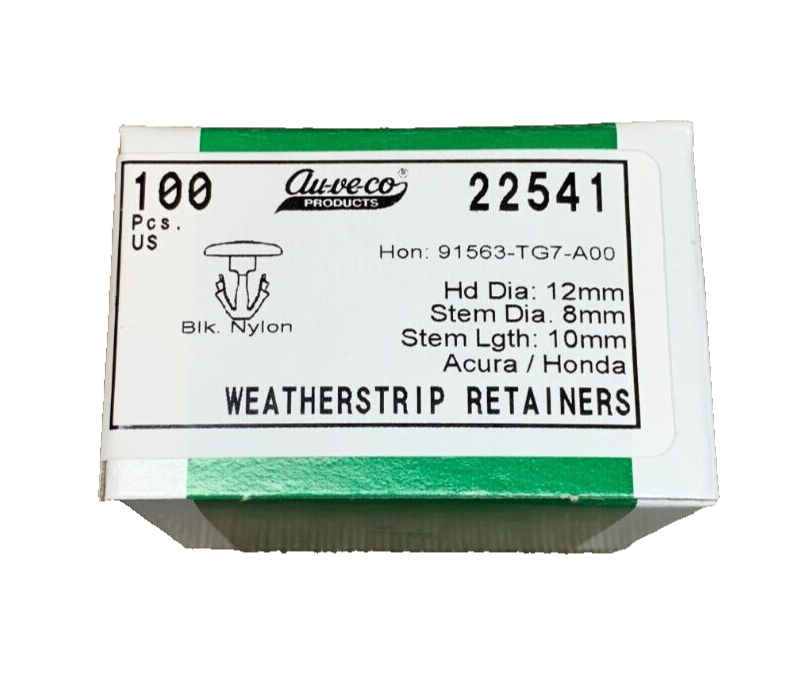 100
Pcs.
US
Au-ve-co®
PRODUCTS
22541
Hon: 91563-TG7-A00
Blk. Nylon
Hd Dia: 12mm
Stem Dia. 8mm
Stem Lgth: 10mm
Acura / Honda
WEATHERSTRIP RETAINERS